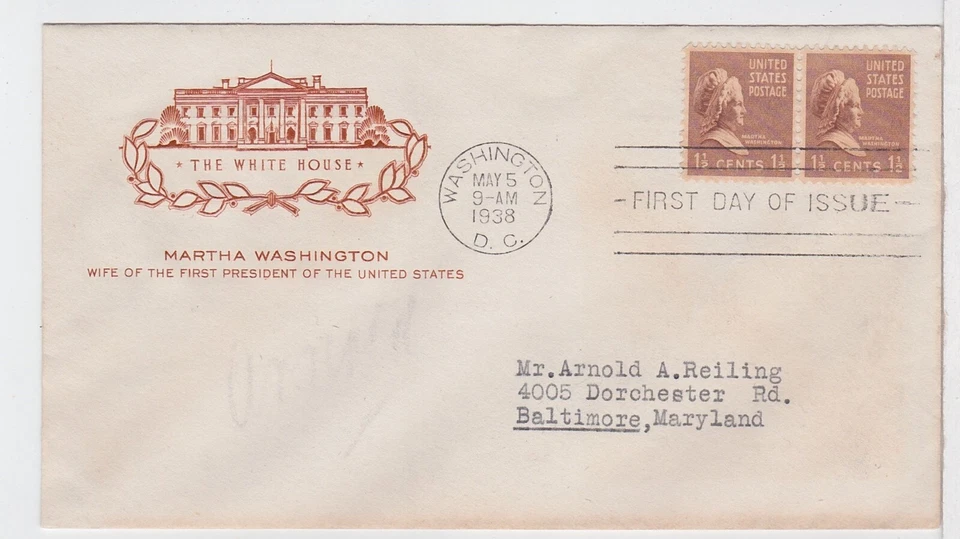 ★ THE WHITE HOUSE ★
MARTHA WASHINGTON
WIFE OF THE FIRST PRESIDENT OF THE UNITED STATES
WASHINGTON
MAY 5
9-AM
1938
D. C.
UNITED
STATES
POSTAGE
MARTHA
WASHINGTON
1½ CENTS 1½
UNITED
STATES
POSTAGE
MARTHA
WASHINGTON
1½ CENTS 1½
-FIRST DAY OF ISSUE-
Mr.Arnold A.Reiling
4005 Dorchester Rd.
Baltimore,Maryland